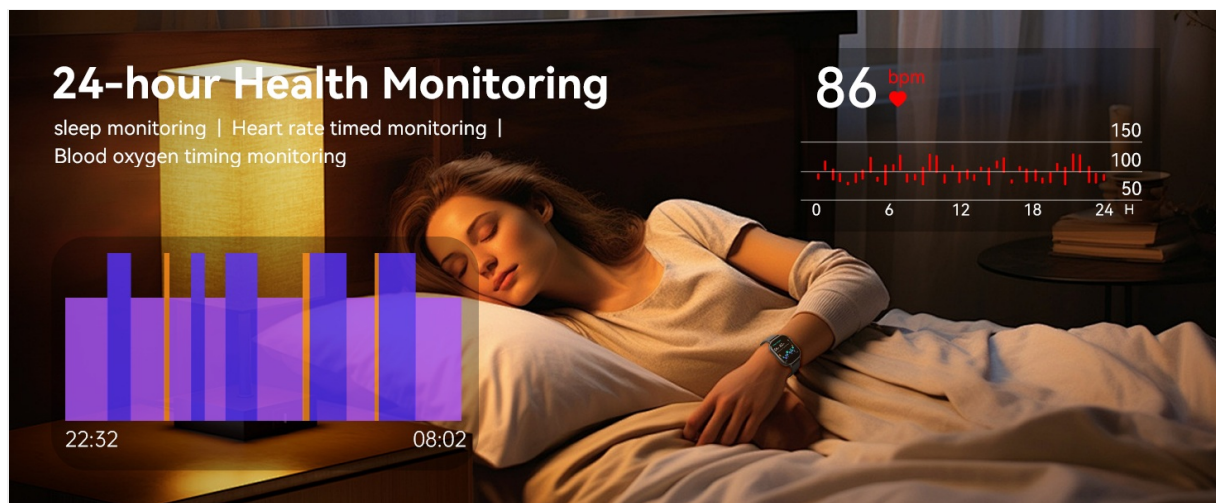 24-hour Health Monitoring
sleep monitoring | Heart rate timed monitoring |
Blood oxygen timing monitoring
86 bpm
150
100
50
0 6 12 18 24 H
22:32 08:02